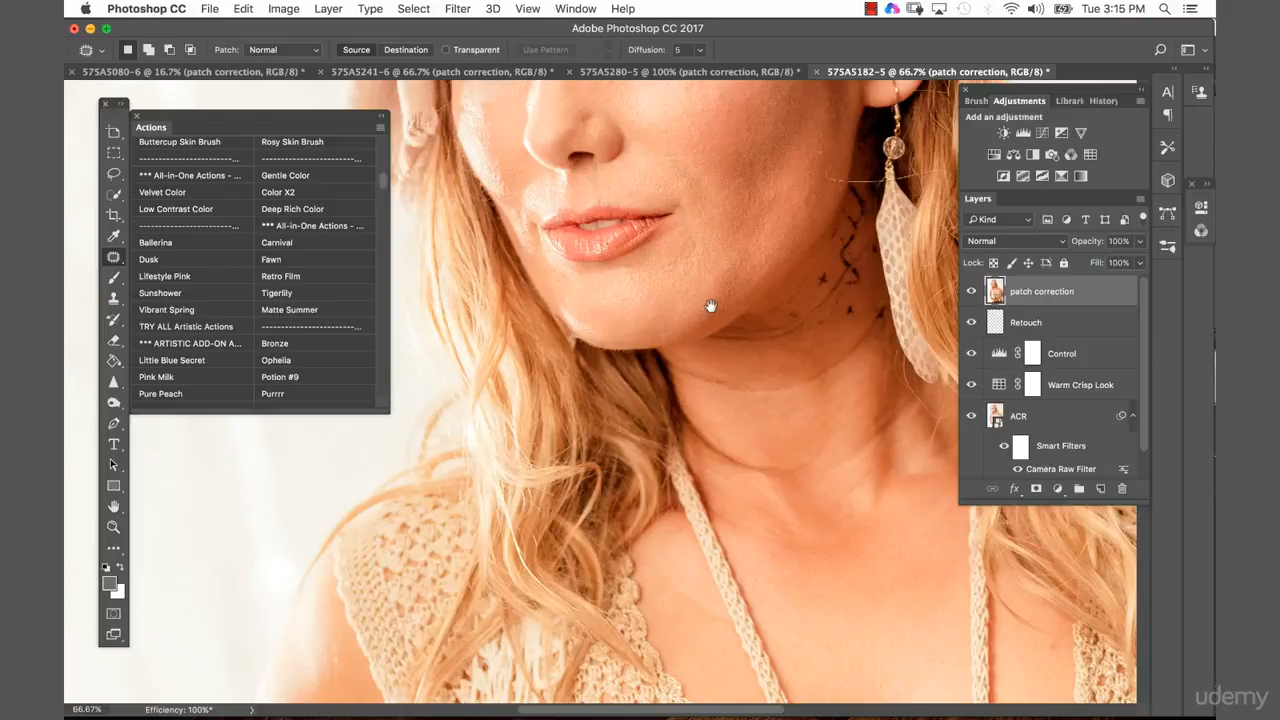 Photoshop CC File Edit Image Layer Type Select Filter 3D View Window Help Tue 3:15 PM
Adobe Photoshop CC 2017
Patch: Normal Source Destination Transparent Use Pattern Diffusion: 5
575A5080-6 @ 16.7% (patch correction, RGB/8) * 575A5241-6 @ 66.7% (patch correction, RGB/8) * 575A5280-5 @ 100% (patch correction, RGB/8) * 575A5182-5 @ 66.7% (patch correction, RGB/8) *
Actions
Buttercup Skin Brush Rosy Skin Brush
-------------------------... -------------------------...
*** All-in-One Actions - ... Gentle Color
Velvet Color Color X2
Low Contrast Color Deep Rich Color
-------------------------... *** All-in-One Actions - ...
Ballerina Carnival
Dusk Fawn
Lifestyle Pink Retro Film
Sunshower Tigerlily
Vibrant Spring Matte Summer
TRY ALL Artistic Actions -------------------------...
*** ARTISTIC ADD-ON A... Bronze
Little Blue Secret Ophelia
Pink Milk Potion #9
Pure Peach Purrrr
Brush Adjustments Librari History
Add an adjustment
Layers
Kind
Normal Opacity: 100%
Lock: Fill: 100%
patch correction
Retouch
Control
Warm Crisp Look
ACR
Smart Filters
Camera Raw Filter
66.67% Efficiency: 100%*
udemy